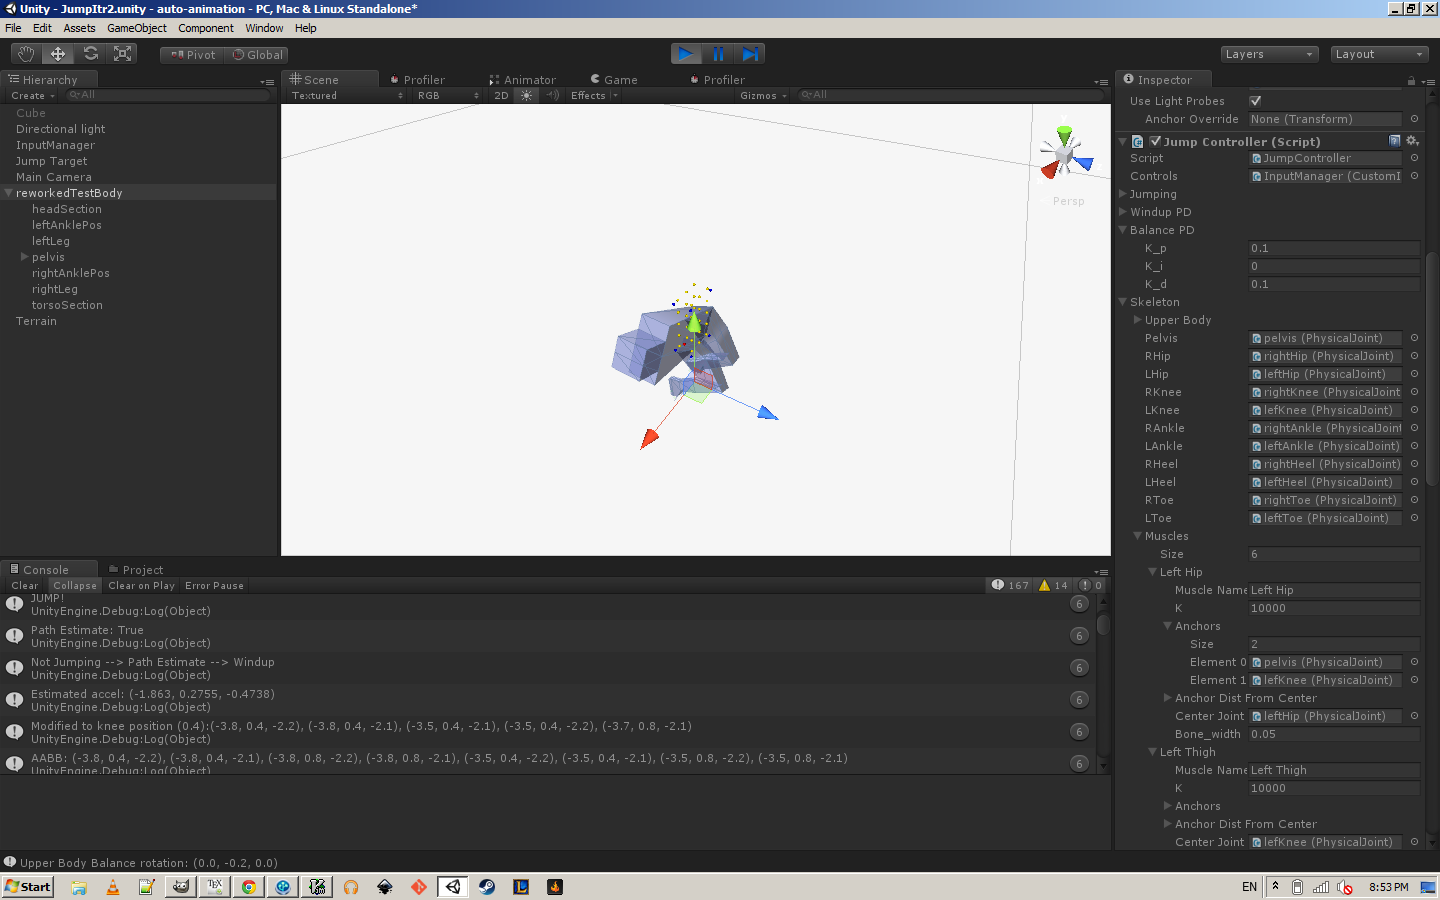 Unity - JumpItr2.unity - auto-animation - PC, Mac & Linux Standalone*
File Edit Assets GameObject Component Window Help
Pivot Global Layers Layout
Hierarchy
Create All
Cube
Directional light
InputManager
Jump Target
Main Camera
reworkedTestBody
headSection
leftAnklePos
leftLeg
pelvis
rightAnklePos
rightLeg
torsoSection
Terrain
Scene Profiler Animator Game Profiler
Textured RGB 2D Effects Gizmos All
Persp
Inspector
Use Light Probes
Anchor Override None (Transform)
Jump Controller (Script)
Script JumpController
Controls InputManager (CustomI
Jumping
Windup PD
Balance PD
K_p 0.1
K_i 0
K_d 0.1
Skeleton
Upper Body
Pelvis pelvis (PhysicalJoint)
RHip rightHip (PhysicalJoint)
LHip leftHip (PhysicalJoint)
RKnee rightKnee (PhysicalJoint
LKnee lefKnee (PhysicalJoint)
RAnkle rightAnkle (PhysicalJoint
LAnkle leftAnkle (PhysicalJoint)
RHeel rightHeel (PhysicalJoint)
LHeel leftHeel (PhysicalJoint)
RToe rightToe (PhysicalJoint)
LToe leftToe (PhysicalJoint)
Muscles
Size 6
Left Hip
Muscle Name Left Hip
K 10000
Anchors
Size 2
Element 0 pelvis (PhysicalJoint)
Element 1 lefKnee (PhysicalJoint)
Anchor Dist From Center
Center Joint leftHip (PhysicalJoint)
Bone_width 0.05
Left Thigh
Muscle Name Left Thigh
K 10000
Anchors
Anchor Dist From Center
Center Joint lefKnee (PhysicalJoint)
Console Project
Clear Collapse Clear on Play Error Pause 167 14 0
JUMP!
UnityEngine.Debug:Log(Object) 6
Path Estimate: True
UnityEngine.Debug:Log(Object) 6
Not Jumping --> Path Estimate --> Windup
UnityEngine.Debug:Log(Object) 6
Estimated accel: (-1.863, 0.2755, -0.4738)
UnityEngine.Debug:Log(Object) 6
Modified to knee position (0.4):(-3.8, 0.4, -2.2), (-3.8, 0.4, -2.1), (-3.5, 0.4, -2.1), (-3.5, 0.4, -2.2), (-3.7, 0.8, -2.1)
UnityEngine.Debug:Log(Object) 6
AABB: (-3.8, 0.4, -2.2), (-3.8, 0.4, -2.1), (-3.8, 0.8, -2.2), (-3.8, 0.8, -2.1), (-3.5, 0.4, -2.2), (-3.5, 0.4, -2.1), (-3.5, 0.8, -2.2), (-3.5, 0.8, -2.1)
UnityEngine.Debug:Log(Object) 6
Upper Body Balance rotation: (0.0, -0.2, 0.0)
Start EN 8:53 PM